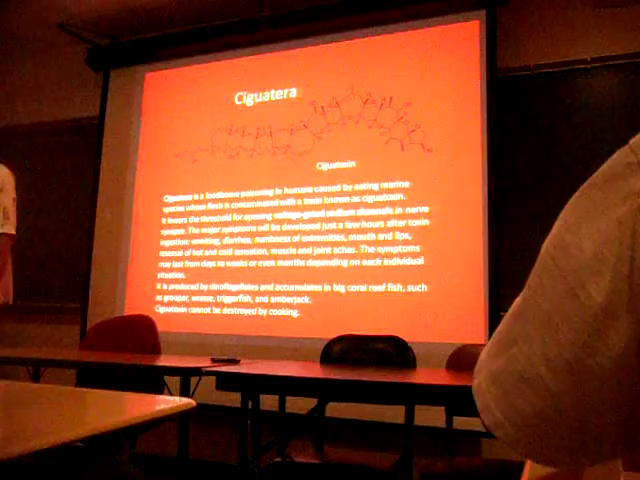 Ciguatera
Ciguatoxin
Ciguatera is a foodborne poisoning in humans caused by eating marine
species whose flesh is contaminated with a toxin known as ciguatoxin.
It lowers the threshold for opening voltage-gated sodium channels in nerve
synapse. The major symptoms will be developed just a few hours after toxin
ingestion: vomiting, diarrhea, numbness of extremities, mouth and lips,
reversal of hot and cold sensation, muscle and joint aches. The symptoms
may last from days to weeks or even months depending on each individual
situation.
It is produced by dinoflagellates and accumulates in big coral reef fish, such
as grouper, wrasse, triggerfish, and amberjack.
Ciguatoxin cannot be destroyed by cooking.